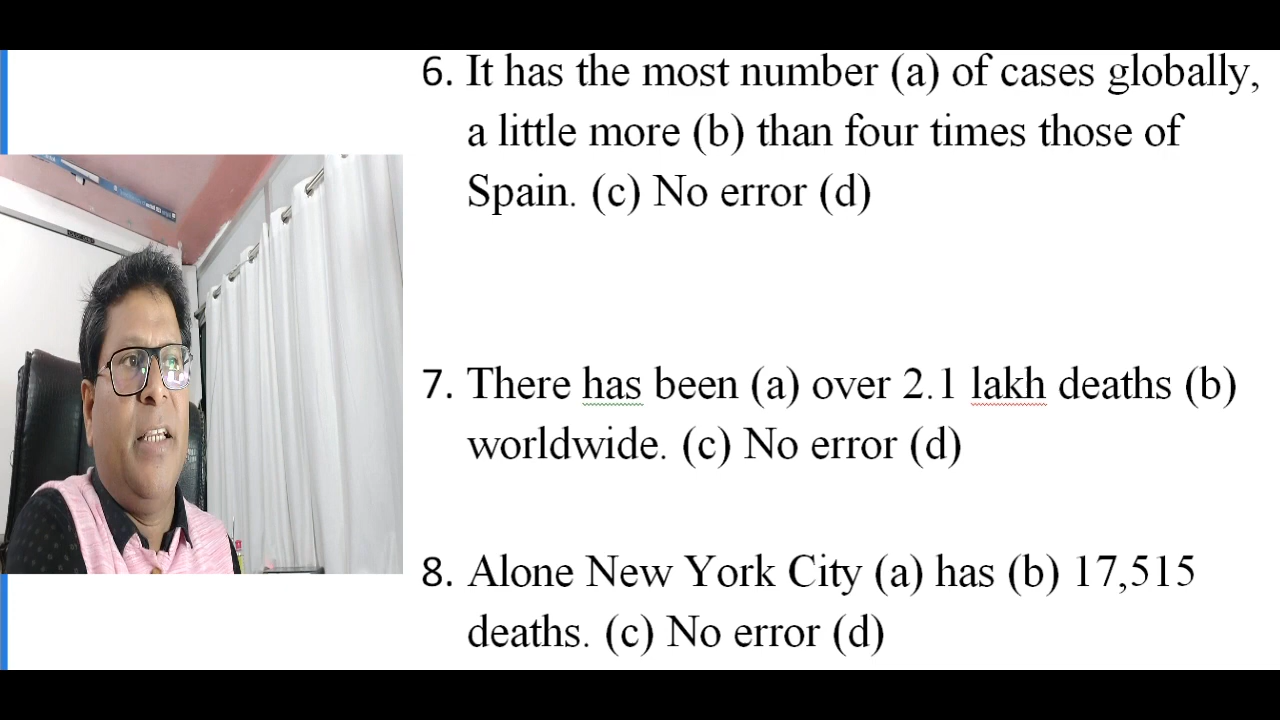 6. It has the most number (a) of cases globally,
a little more (b) than four times those of
Spain. (c) No error (d)
7. There has been (a) over 2.1 lakh deaths (b)
worldwide. (c) No error (d)
8. Alone New York City (a) has (b) 17,515
deaths. (c) No error (d)